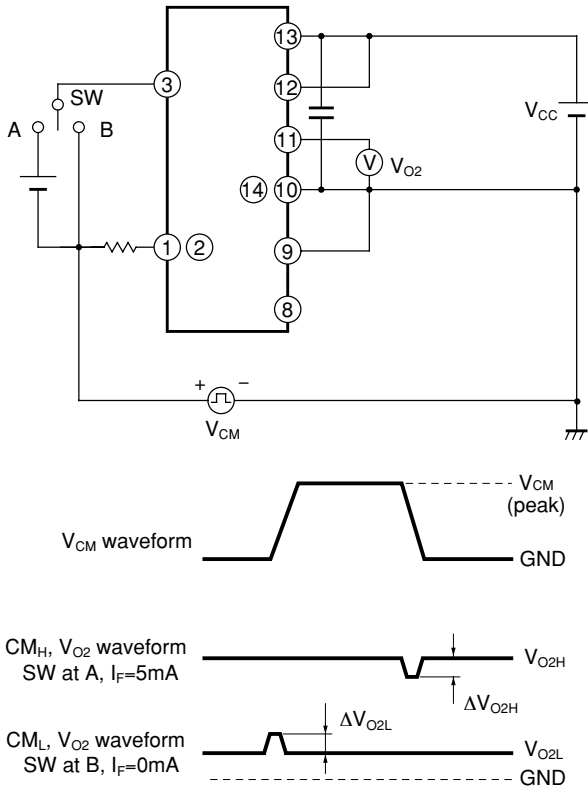 13
3
SW
12
A
B
V_CC
11
V
V_O2
14
10
1
2
9
8
+
−
V_CM
V_CM
(peak)
V_CM waveform
GND
CM_H, V_O2 waveform
SW at A, I_F=5mA
V_O2H
ΔV_O2H
ΔV_O2L
CM_L, V_O2 waveform
SW at B, I_F=0mA
V_O2L
GND